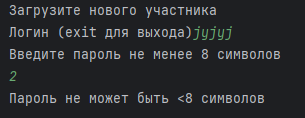 Загрузите нового участника
Логин (exit для выхода)jyjyj
Введите пароль не менее 8 символов
2
Пароль не может быть <8 символов